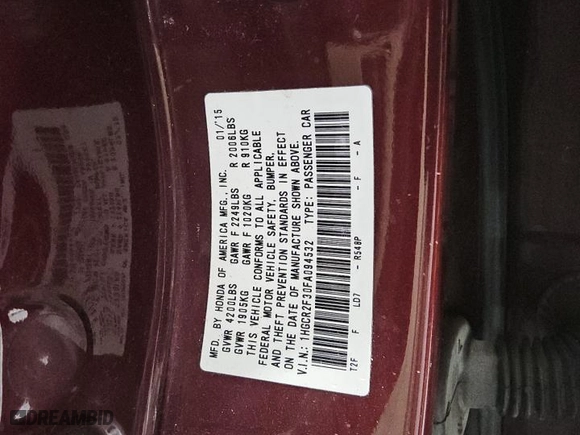 MFD. BY HONDA OF AMERICA MFG., INC. 01/'15
GVWR 4200LBS GAWR F 2249LBS R 2006LBS
GVWR 1905KG GAWR F 1020KG R 910KG
THIS VEHICLE CONFORMS TO ALL APPLICABLE
FEDERAL MOTOR VEHICLE SAFETY, BUMPER,
AND THEFT PREVENTION STANDARDS IN EFFECT
ON THE DATE OF MANUFACTURE SHOWN ABOVE.
V.I.N.: 1HGCR2F30FA094532 TYPE: PASSENGER CAR
T2F F LD7 - R548P - F - A
DREAMBID